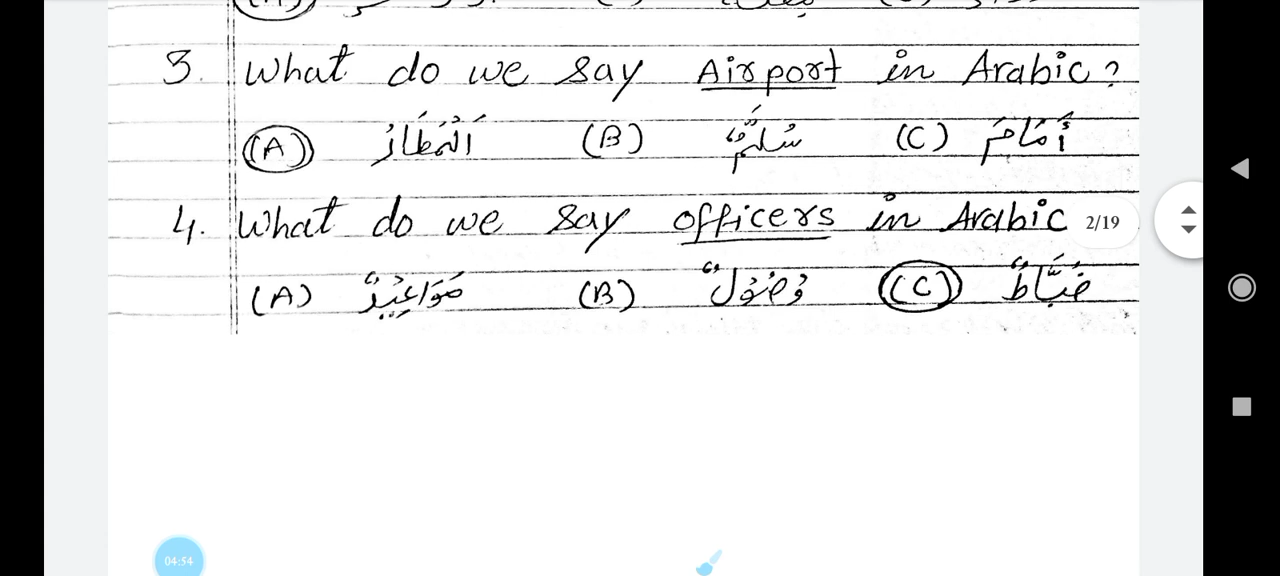 3. What do we say Airport in Arabic?
(A) اَلْمَطَارُ (B) سُلَّمٌ (C) أَمَامَ
4. What do we say officers in Arabic
2/19
(A) مَوَاعِيْدٌ (B) وُصُوْلٌ (C) ضُبَّاطٌ
04:54